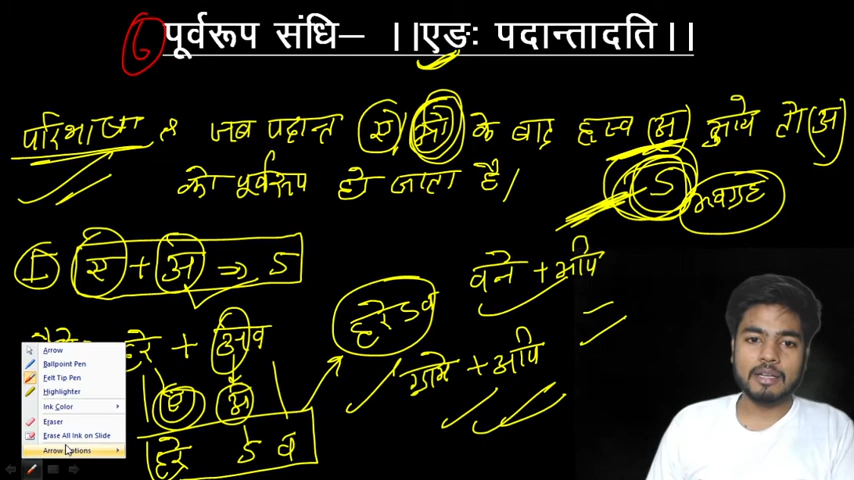 6 पूर्वरूप संधि– ||एङः पदान्तादति||
परिभाषा : जब पदान्त ए/ओ के बाद ह्रस्व (अ) आये तो (अ)
को पूर्वरूप हो जाता है।
ऽ अवग्रह
I ए + अ => ऽ
वने + अपि
जैसे- हरे + अव
हरेऽव
ग्रामे + अपि
ए अ
हरे ऽ व
Arrow
Ballpoint Pen
Felt Tip Pen
Highlighter
Ink Color
Eraser
Erase All Ink on Slide
Arrow Options